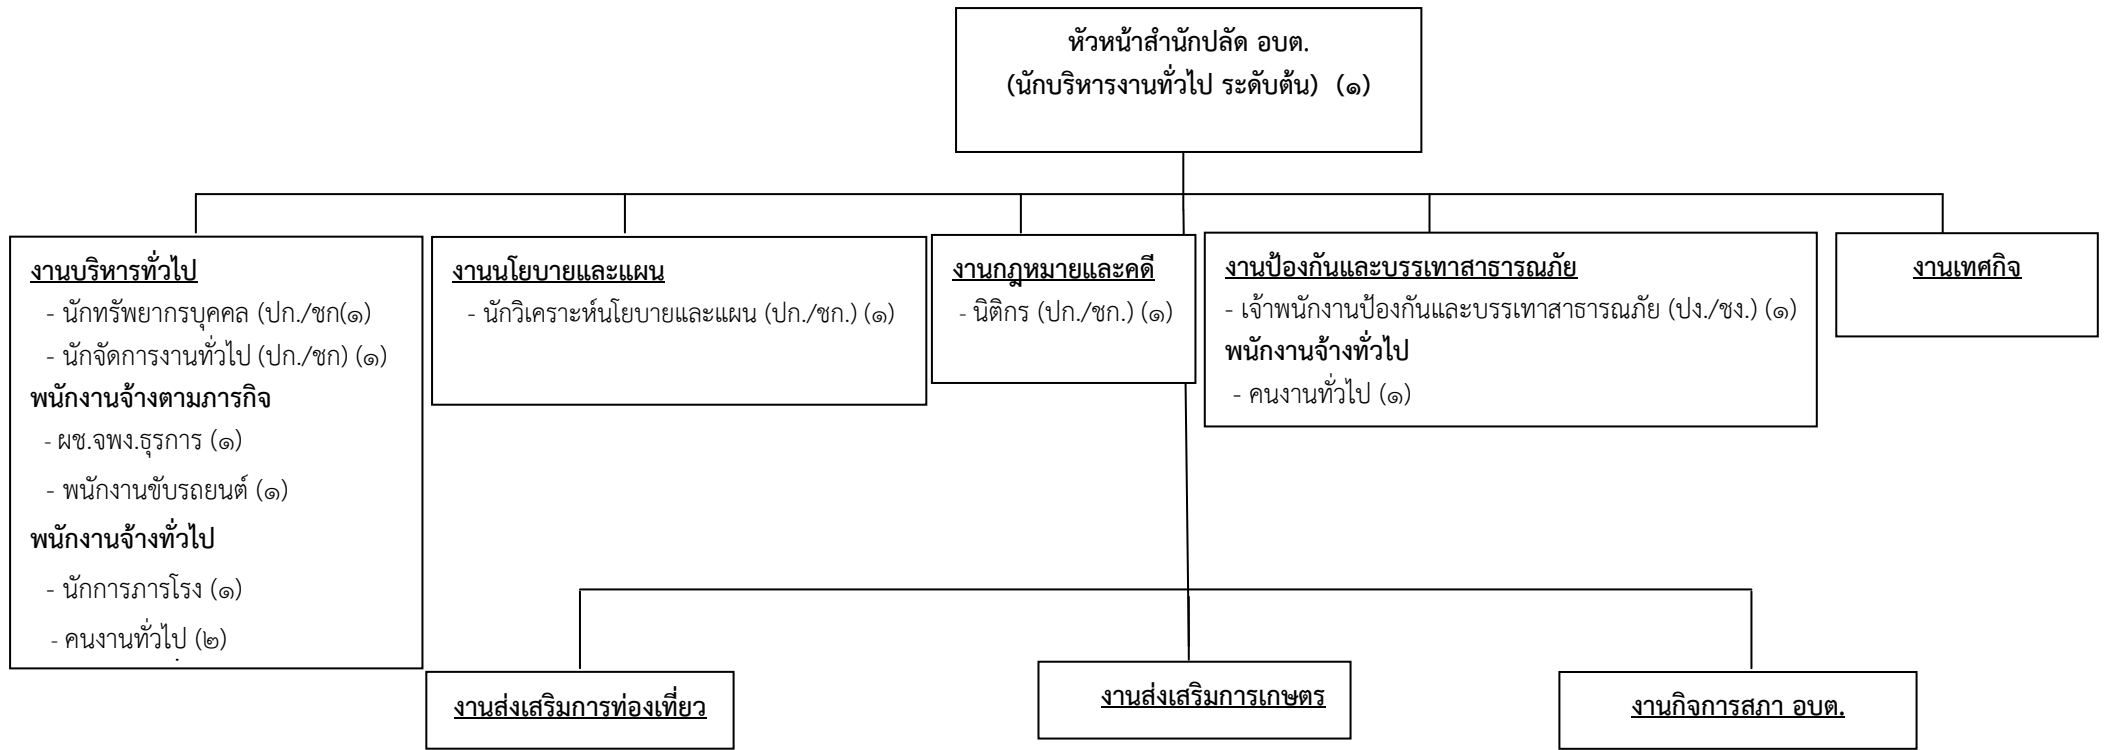 หัวหน้าสำนักปลัด อบต.
(นักบริหารงานทั่วไป ระดับต้น) (๑)
งานบริหารทั่วไป
- นักทรัพยากรบุคคล (ปก./ชก(๑)
- นักจัดการงานทั่วไป (ปก./ชก) (๑)
พนักงานจ้างตามภารกิจ
- ผช.จพง.ธุรการ (๑)
- พนักงานขับรถยนต์ (๑)
พนักงานจ้างทั่วไป
- นักการภารโรง (๑)
- คนงานทั่วไป (๒)
งานนโยบายและแผน
- นักวิเคราะห์นโยบายและแผน (ปก./ชก.) (๑)
งานกฎหมายและคดี
- นิติกร (ปก./ชก.) (๑)
งานป้องกันและบรรเทาสาธารณภัย
- เจ้าพนักงานป้องกันและบรรเทาสาธารณภัย (ปง./ชง.) (๑)
พนักงานจ้างทั่วไป
- คนงานทั่วไป (๑)
งานเทศกิจ
งานส่งเสริมการท่องเที่ยว
งานส่งเสริมการเกษตร
งานกิจการสภา อบต.